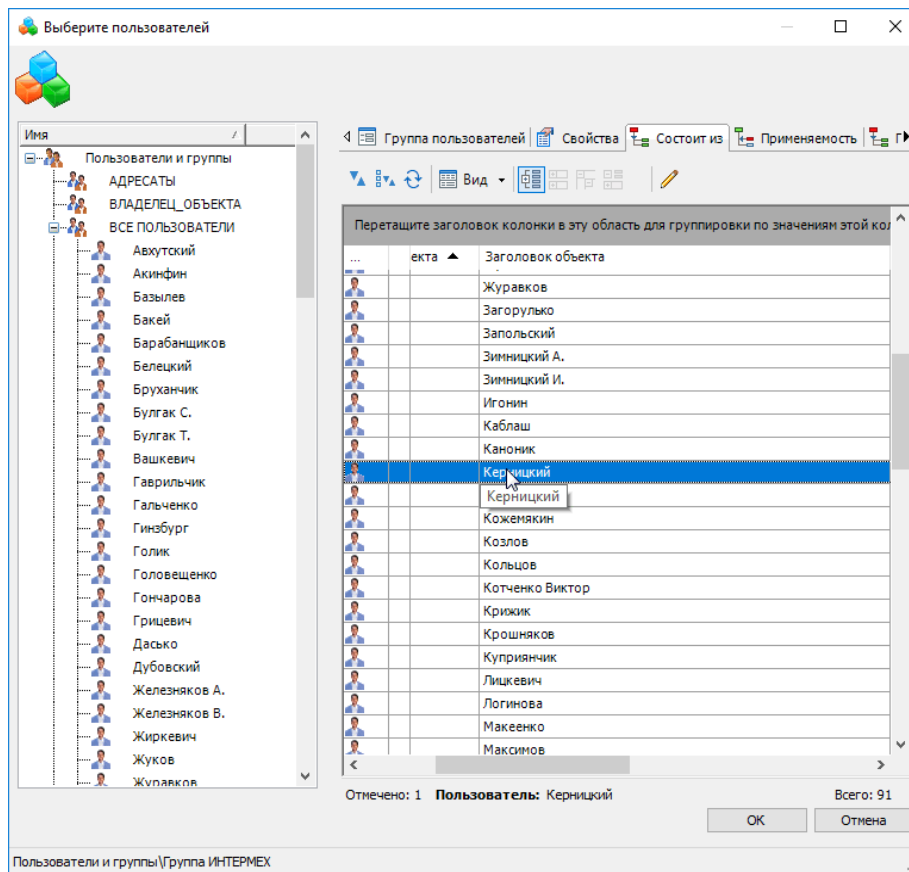 Выберите пользователей
Имя
Пользователи и группы
АДРЕСАТЫ
ВЛАДЕЛЕЦ_ОБЪЕКТА
ВСЕ ПОЛЬЗОВАТЕЛИ
Авхутский
Акинфин
Базылев
Бакей
Барабанщиков
Белецкий
Бруханчик
Булгак С.
Булгак Т.
Вашкевич
Гаврильчик
Гальченко
Гинзбург
Голик
Головещенко
Гончарова
Грицевич
Дасько
Дубовский
Железняков А.
Железняков В.
Жиркевич
Жуков
Журавков
Группа пользователей Свойства Состоит из Применяемость
Вид
Перетащите заголовок колонки в эту область для группировки по значениям этой кол
... екта Заголовок объекта
Журавков
Загорулько
Запольский
Зимницкий А.
Зимницкий И.
Игонин
Каблаш
Каноник
Керницкий
Керницкий
Кожемякин
Козлов
Кольцов
Котченко Виктор
Крижик
Крошняков
Куприянчик
Лицкевич
Логинова
Макеенко
Максимов
Отмечено: 1 Пользователь: Керницкий Всего: 91
ОК Отмена
Пользователи и группы\Группа ИНТЕРМЕХ